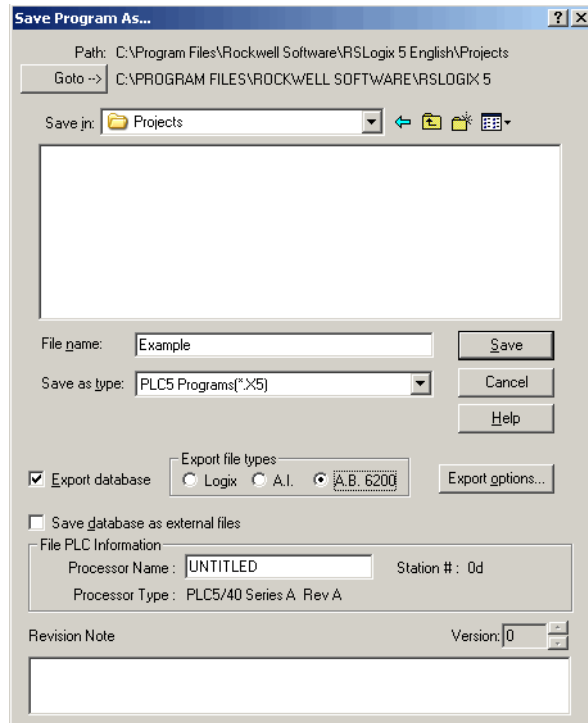 Save Program As...
Path: C:\Program Files\Rockwell Software\RSLogix 5 English\Projects
Goto --> C:\PROGRAM FILES\ROCKWELL SOFTWARE\RSLOGIX 5
Save in: Projects
File name: Example Save
Save as type: PLC5 Programs(*.X5) Cancel
Help
Export file types
Export database Logix A.I. A.B. 6200 Export options...
Save database as external files
File PLC Information
Processor Name : UNTITLED Station # : 0d
Processor Type : PLC5/40 Series A Rev A
Revision Note Version: 0